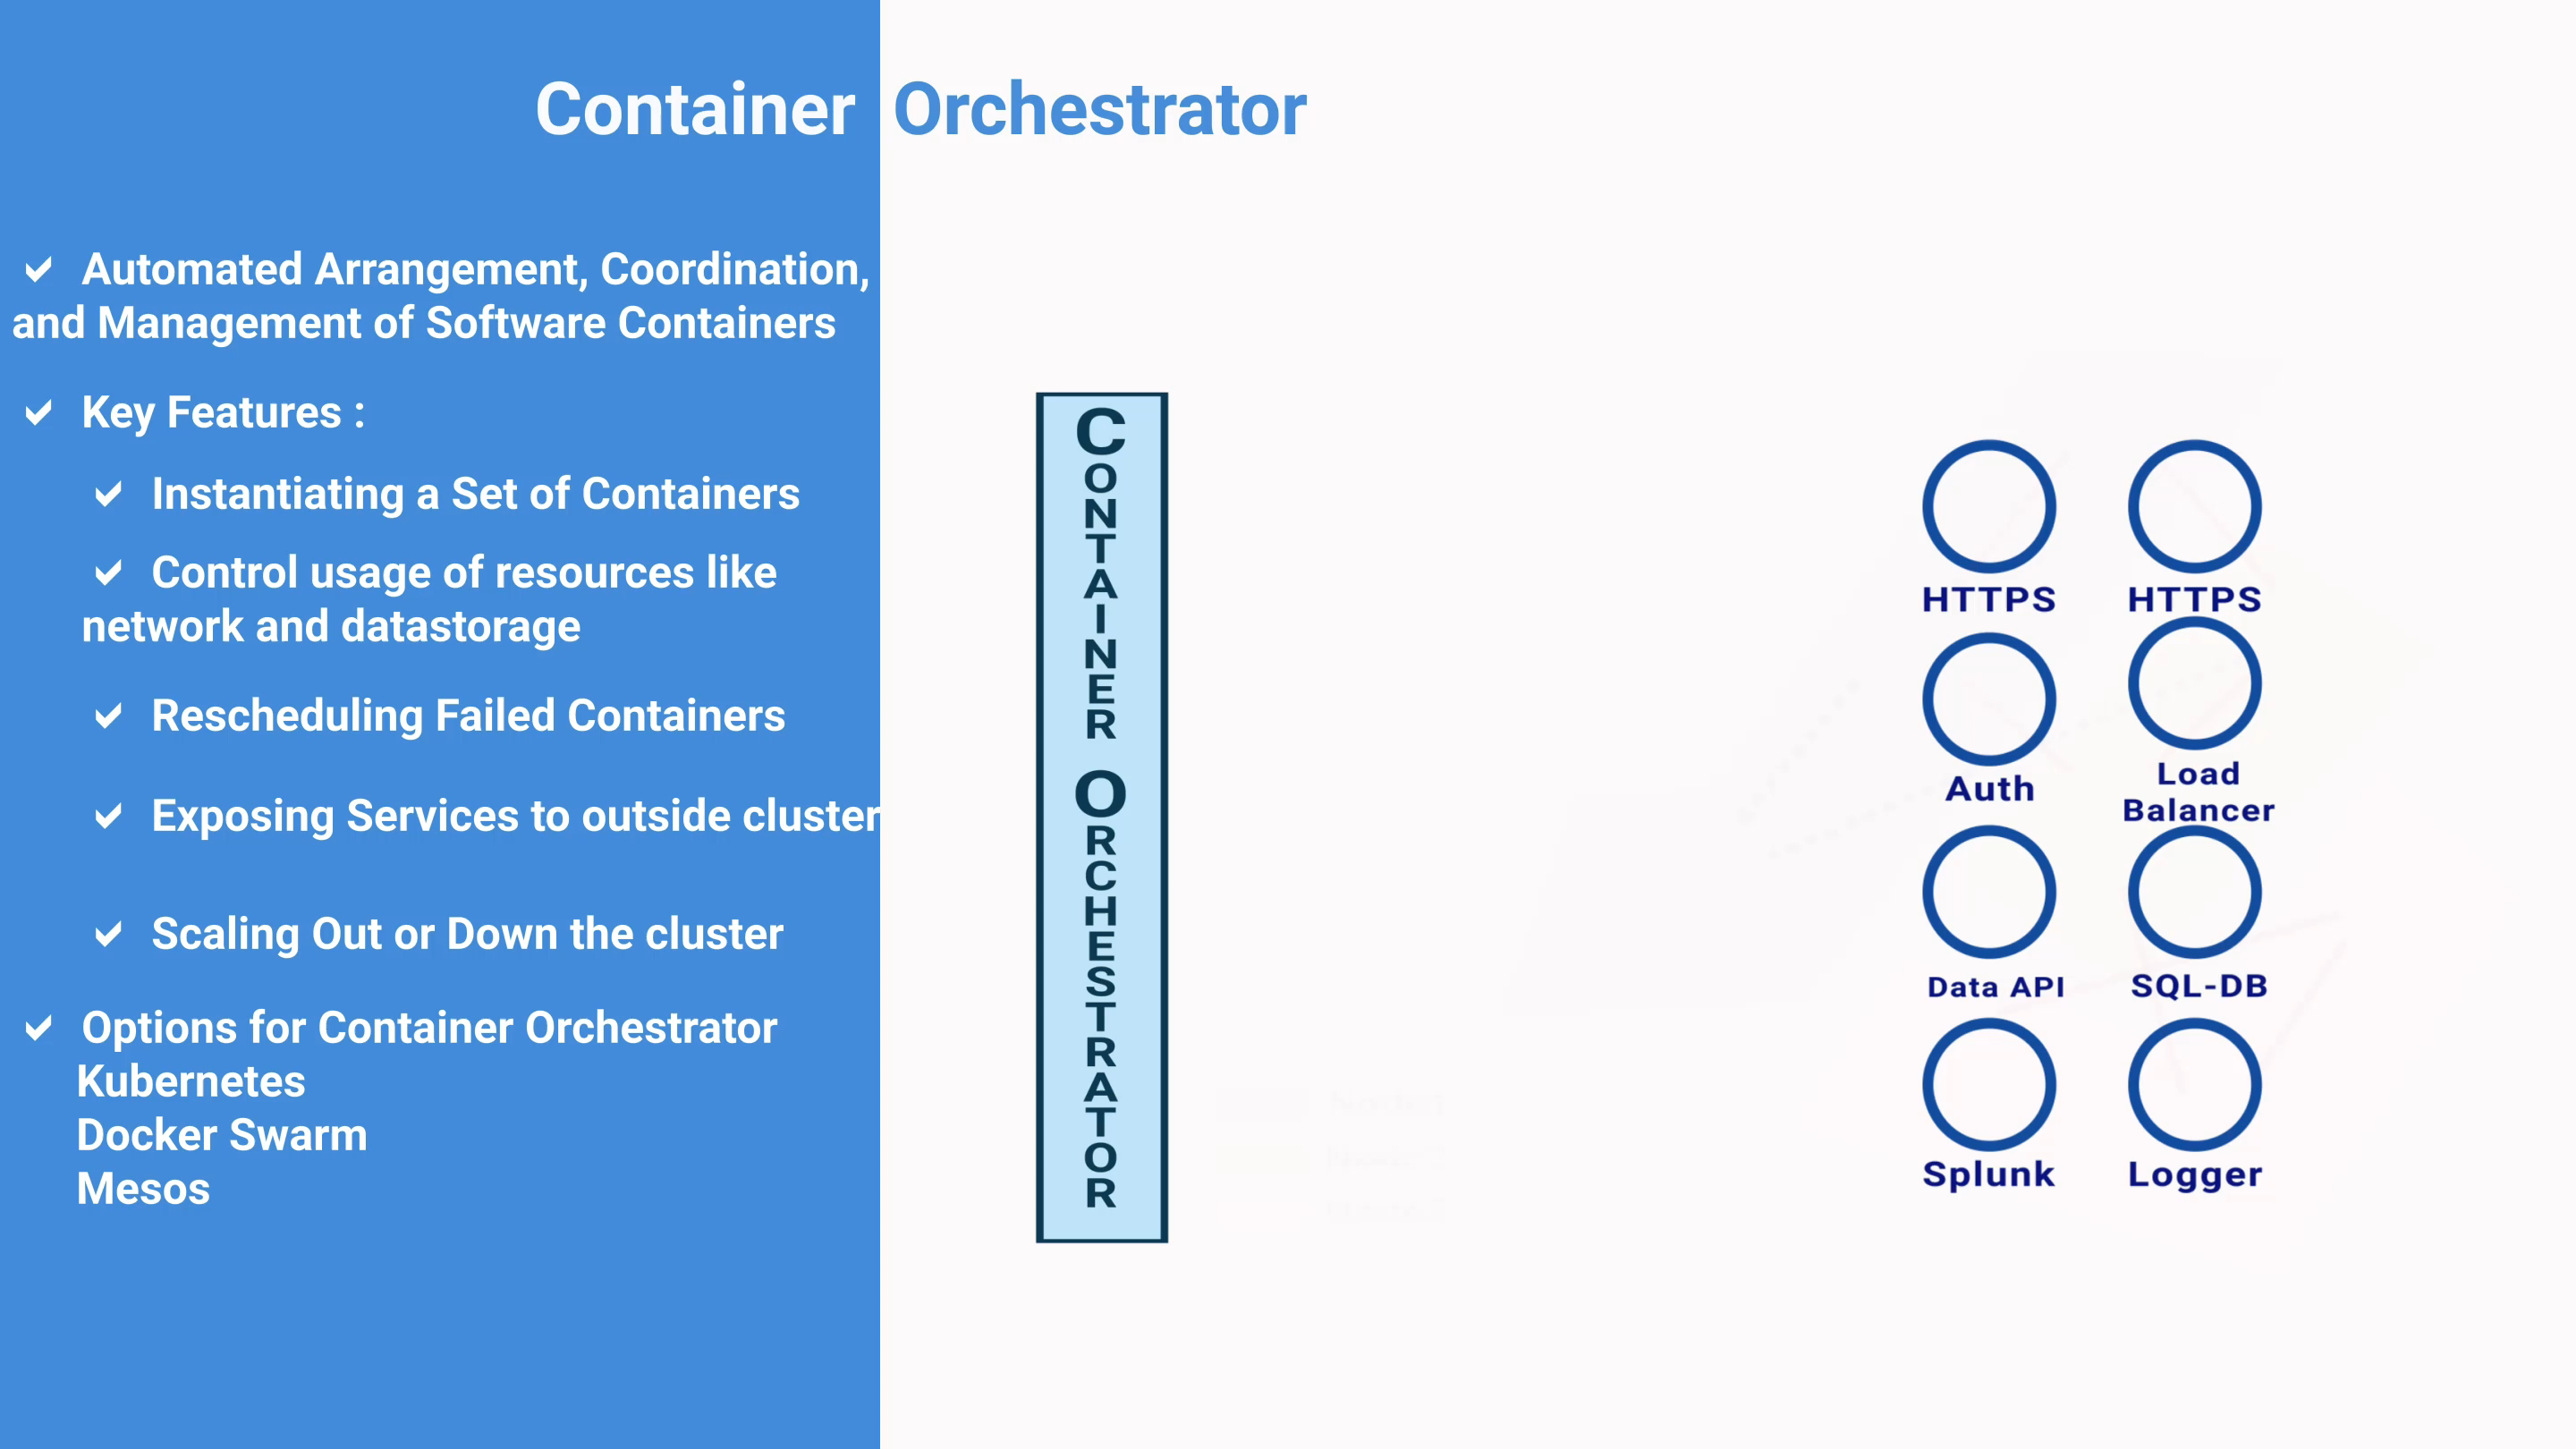 Container Orchestrator
Automated Arrangement, Coordination,
and Management of Software Containers
Key Features :
Instantiating a Set of Containers
Control usage of resources like
network and datastorage
Rescheduling Failed Containers
Exposing Services to outside cluster
Scaling Out or Down the cluster
Options for Container Orchestrator
Kubernetes
Docker Swarm
Mesos
CONTAINER ORCHESTRATOR
HTTPS HTTPS
Auth
Load
Balancer
Data API SQL-DB
Splunk Logger